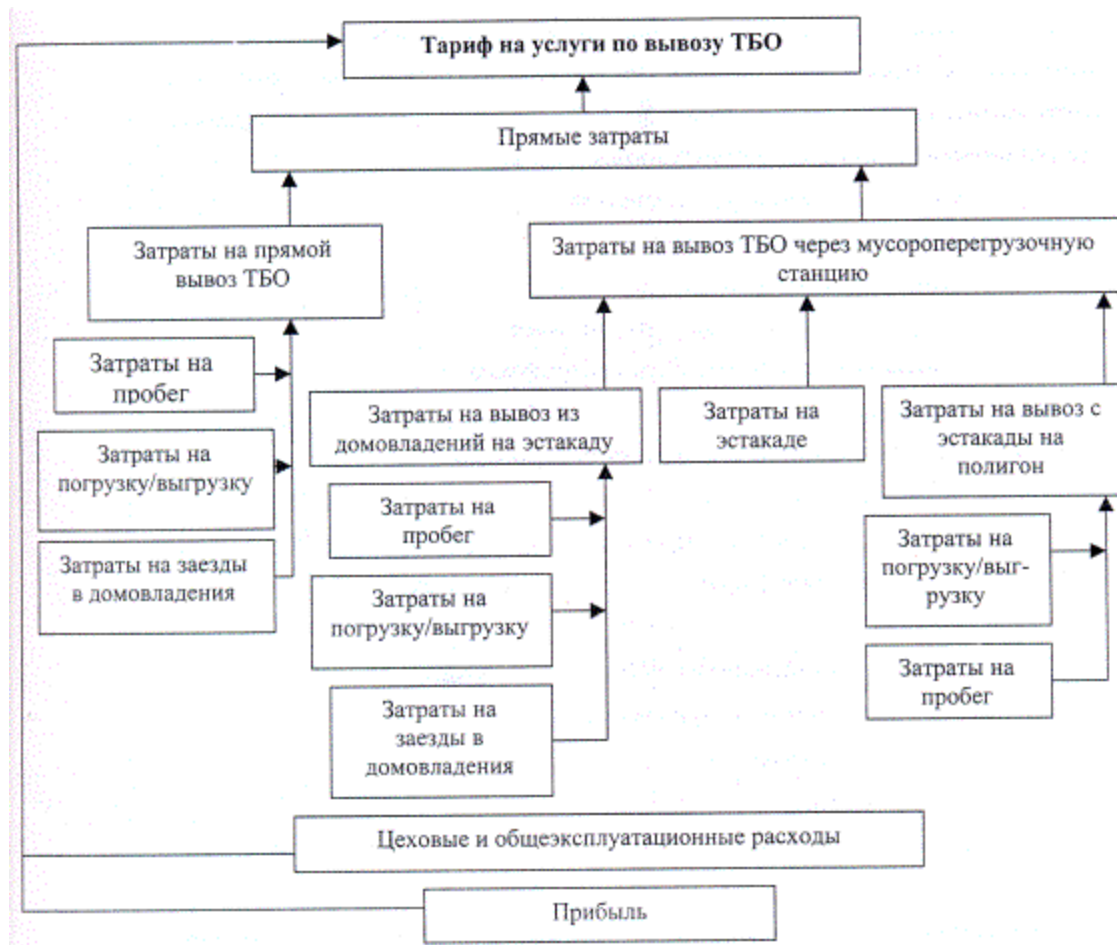 Тариф на услуги по вывозу ТБО
Прямые затраты
Затраты на прямой
вывоз ТБО
Затраты на вывоз ТБО через мусороперегрузочную
станцию
Затраты на
пробег
Затраты на
погрузку/выгрузку
Затраты на заезды
в домовладения
Затраты на вывоз из
домовладений на эстакаду
Затраты на
пробег
Затраты на
погрузку/выгрузку
Затраты на
заезды в
домовладения
Затраты на
эстакаде
Затраты на вывоз с
эстакады на
полигон
Затраты на
погрузку/выг-
рузку
Затраты на
пробег
Цеховые и общеэксплуатационные расходы
Прибыль